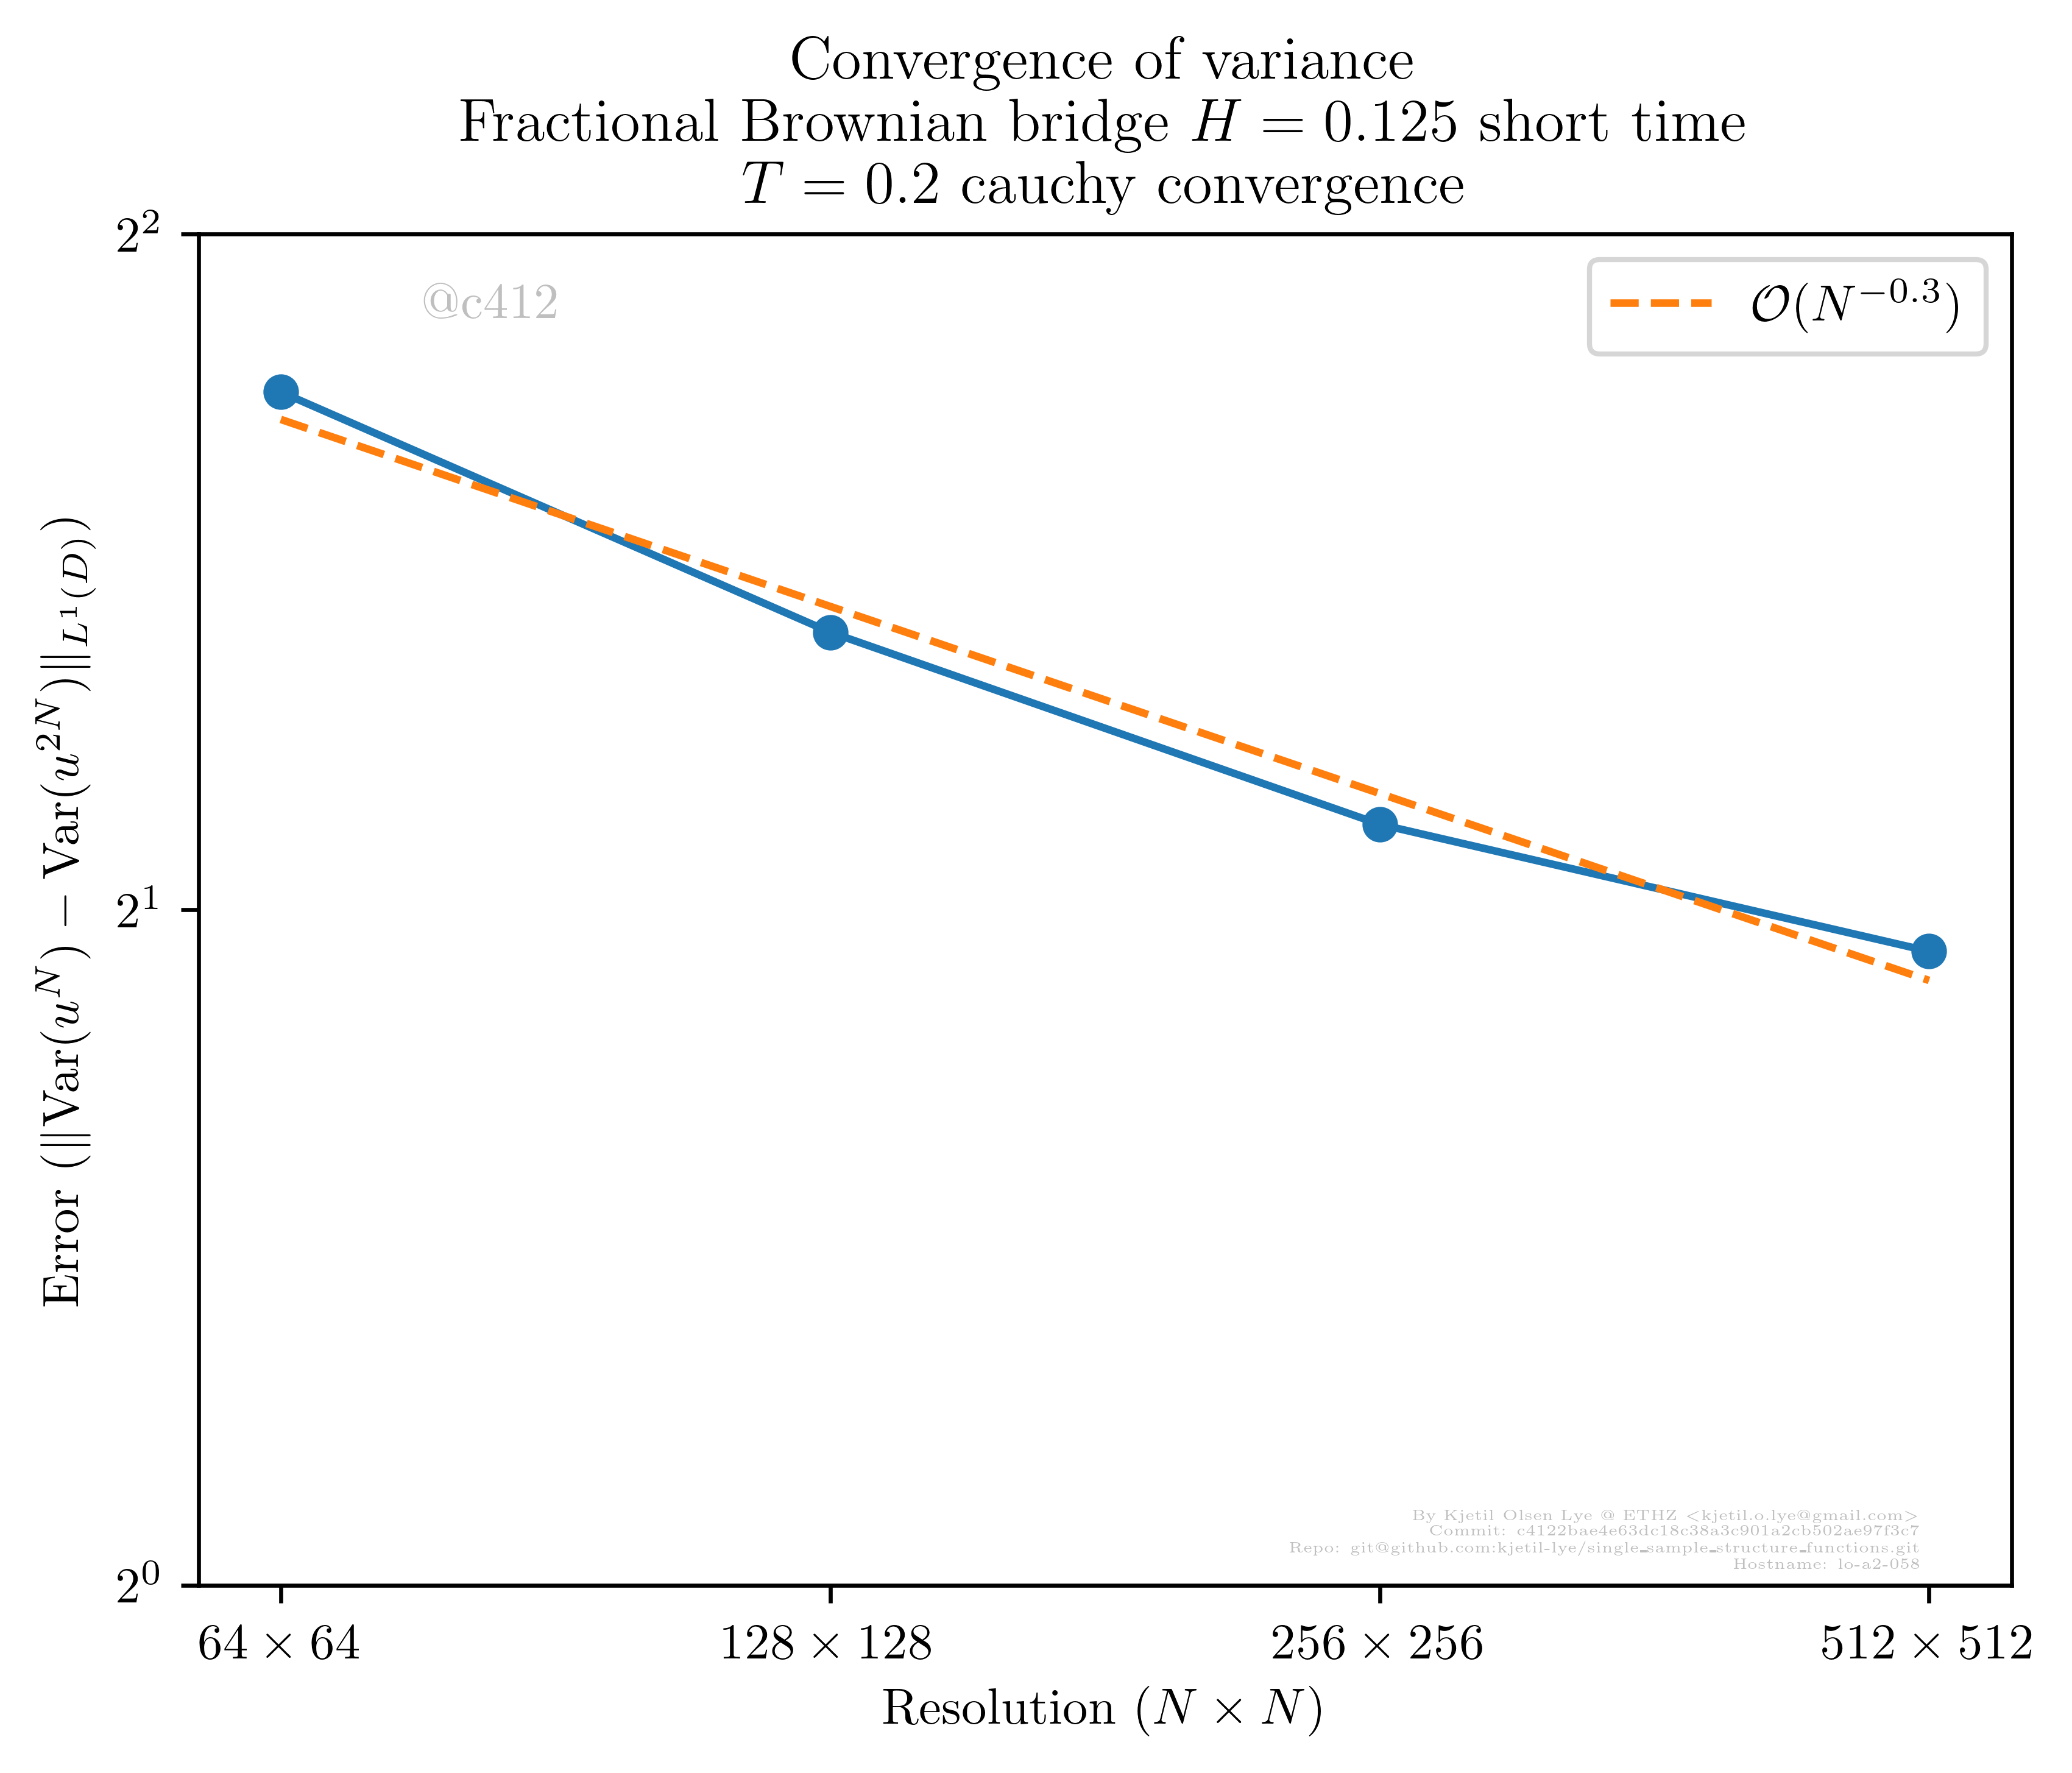 Convergence of variance
Fractional Brownian bridge H = 0.125 short time
T = 0.2 cauchy convergence
2^2
@c412
O(N^{-0.3})
Error (||Var(u^N) − Var(u^{2N})||_{L^1(D)})
2^1
2^0
By Kjetil Olsen Lye @ ETHZ <kjetil.o.lye@gmail.com>
Commit: c4122bae4e63dc18c38a3c901a2cb502ae97f3c7
Repo: git@github.com:kjetil-lye/single_sample_structure_functions.git
Hostname: lo-a2-058
64 × 64
128 × 128
256 × 256
512 × 512
Resolution (N × N)